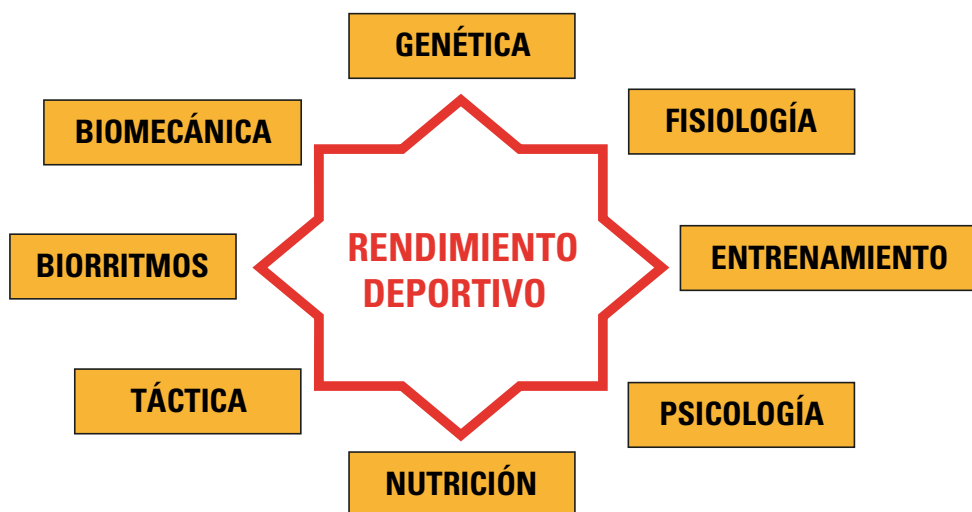 GENÉTICA
BIOMECÁNICA
FISIOLOGÍA
BIORRITMOS
RENDIMIENTO
DEPORTIVO
ENTRENAMIENTO
TÁCTICA
PSICOLOGÍA
NUTRICIÓN